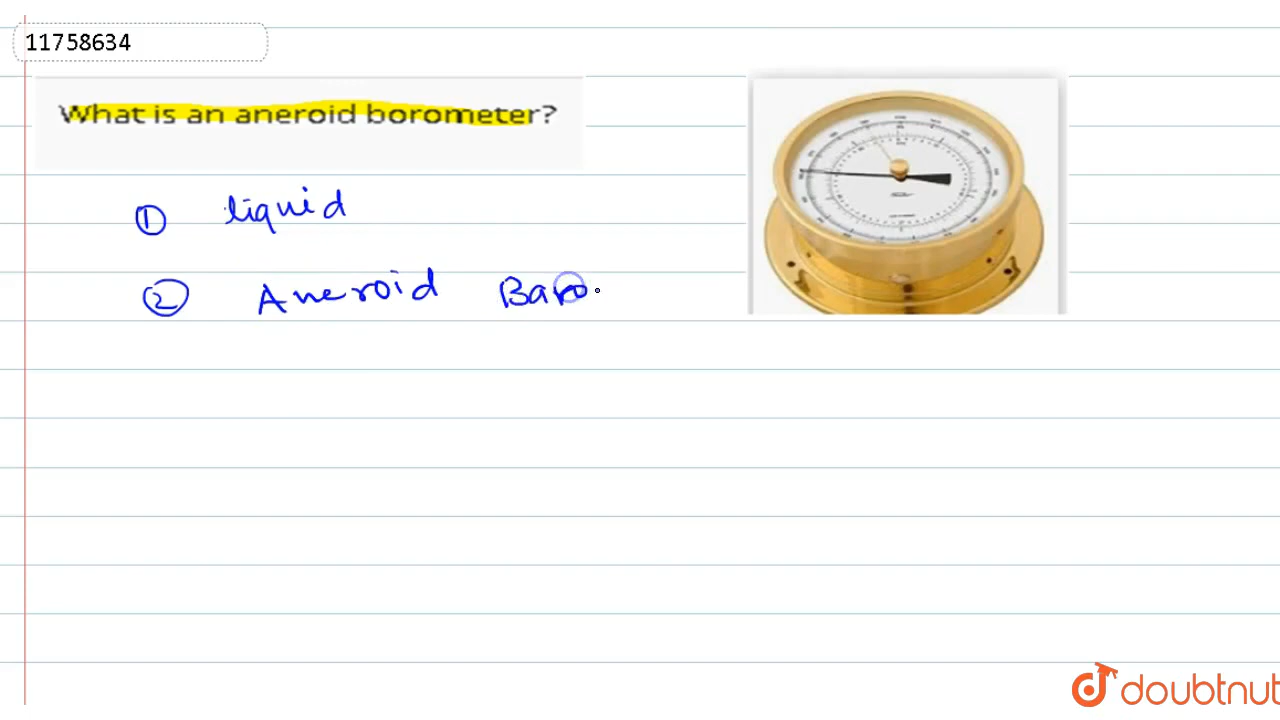 11758634
What is an aneroid borometer?
① liquid
② Aneroid Baro.
doubtnut